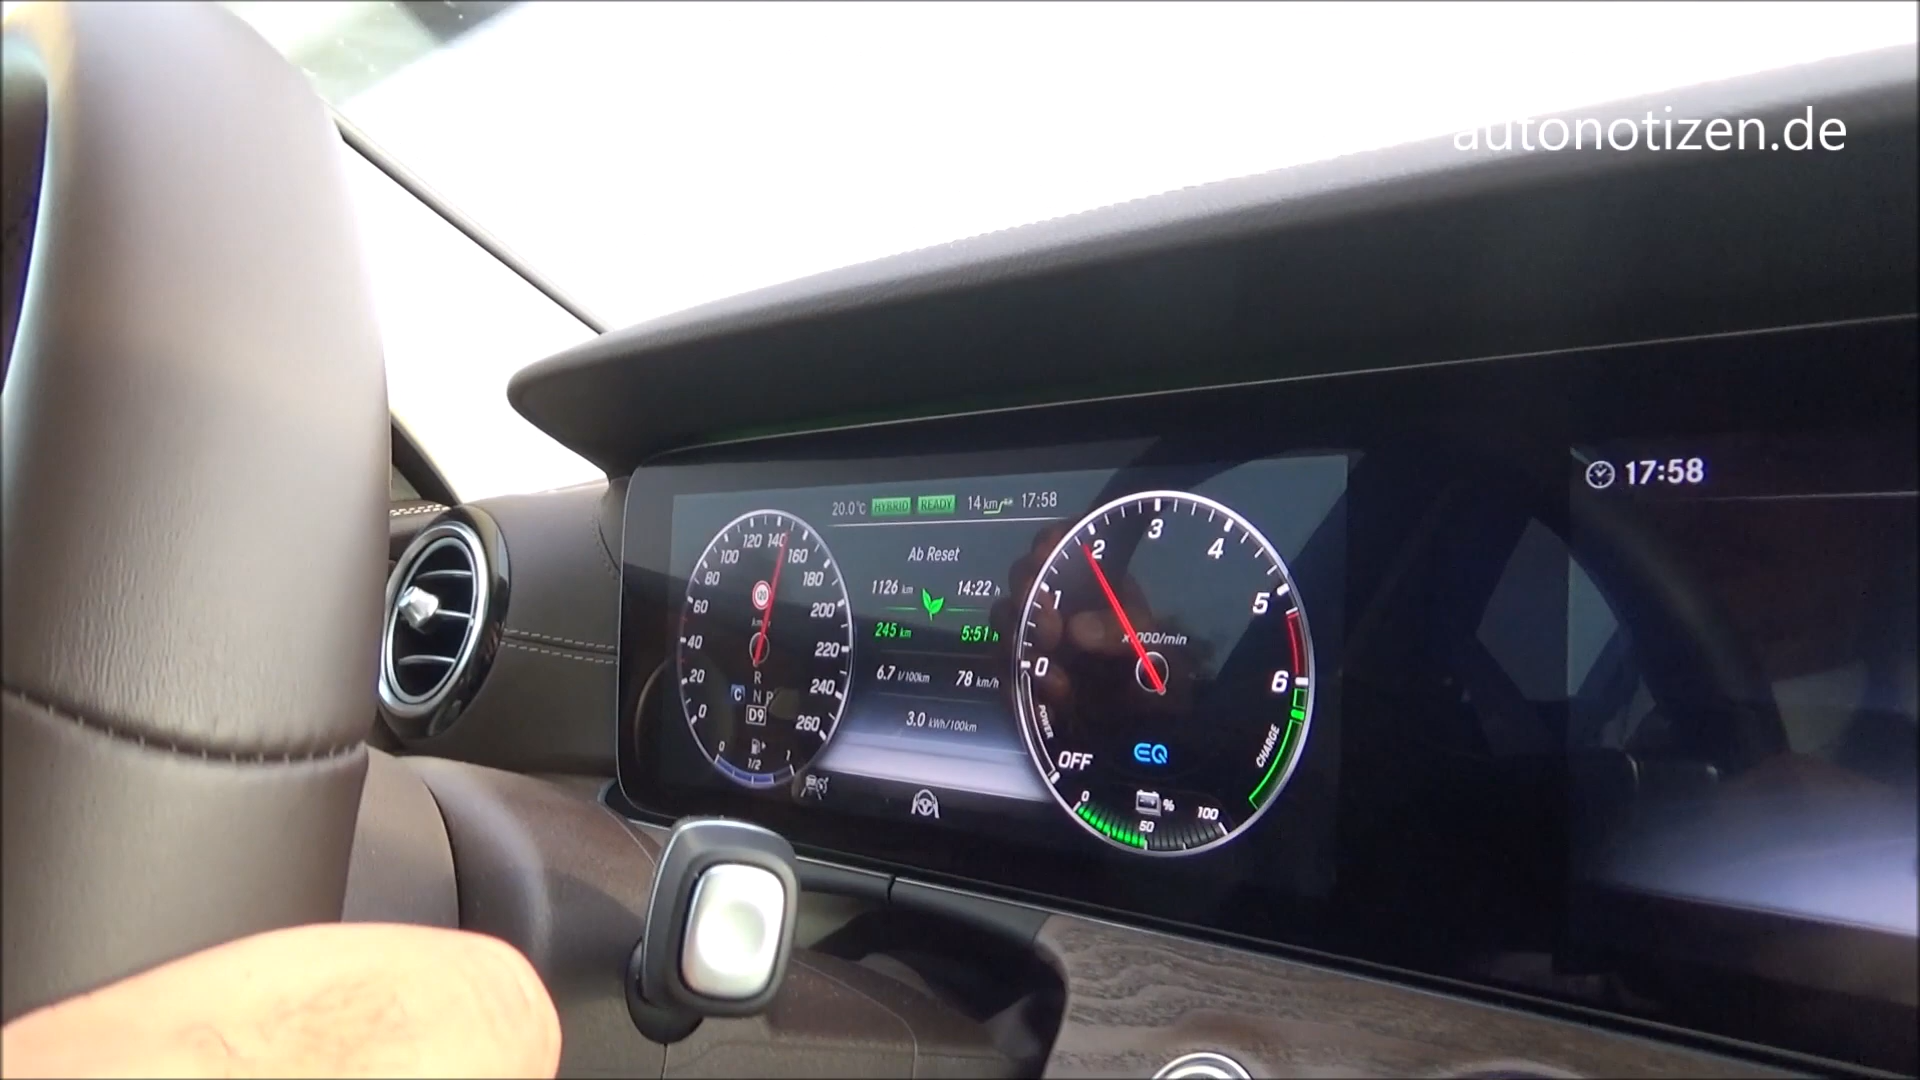 autonotizen.de
17:58
20.0°C HYBRID READY 14 km 17:58
Ab Reset
1126 km 14:22 h
245 km 5:51 h
6.7 l/100km 78 km/h
3.0 kWh/100km
0 20 40 60 80 100 120 140 160 180 200 220 240 260
120
R
C N P
D9
0 1/2 1
0 1 2 3 4 5 6
x1000/min
POWER
OFF
EQ
CHARGE
0 50 100
%